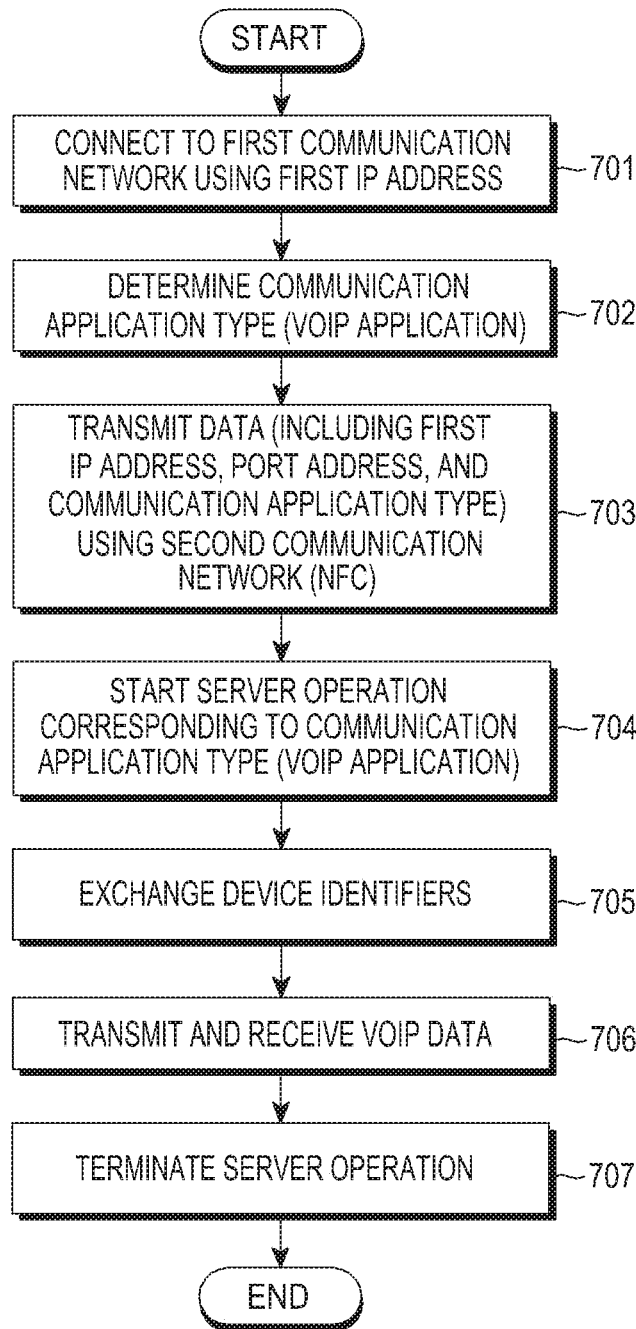 START
CONNECT TO FIRST COMMUNICATION
NETWORK USING FIRST IP ADDRESS
701
DETERMINE COMMUNICATION
APPLICATION TYPE (VOIP APPLICATION)
702
TRANSMIT DATA (INCLUDING FIRST
IP ADDRESS, PORT ADDRESS, AND
COMMUNICATION APPLICATION TYPE)
USING SECOND COMMUNICATION
NETWORK (NFC)
703
START SERVER OPERATION
CORRESPONDING TO COMMUNICATION
APPLICATION TYPE (VOIP APPLICATION)
704
EXCHANGE DEVICE IDENTIFIERS
705
TRANSMIT AND RECEIVE VOIP DATA
706
TERMINATE SERVER OPERATION
707
END